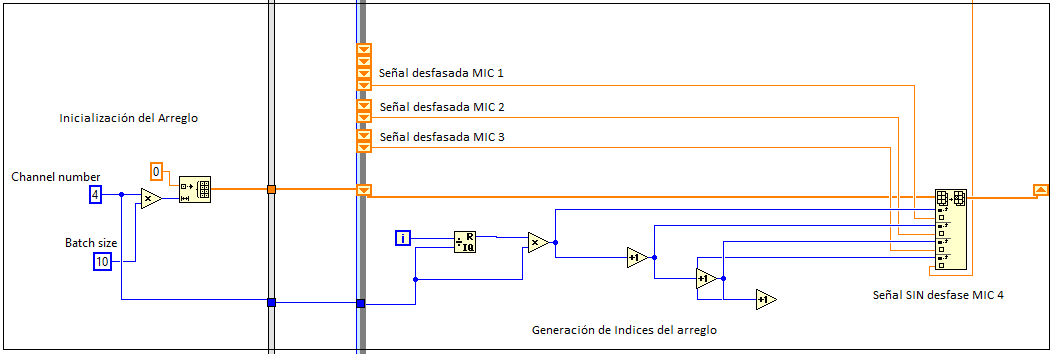 Señal desfasada MIC 1
Señal desfasada MIC 2
Inicialización del Arreglo
Señal desfasada MIC 3
0
Channel number
4
×
i
÷
R
IQ
×
Batch size
10
+1
+1
+1
Señal SIN desfase MIC 4
Generación de Indices del arreglo